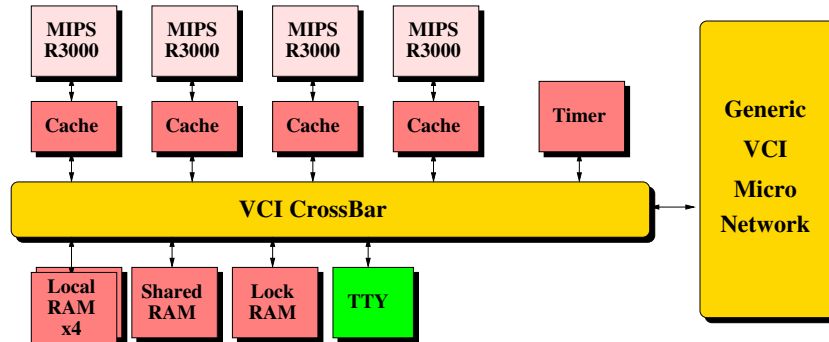 MIPS
R3000
MIPS
R3000
MIPS
R3000
MIPS
R3000
Cache
Cache
Cache
Cache
Timer
Generic
VCI
Micro
Network
VCI CrossBar
Local
RAM
x4
Shared
RAM
Lock
RAM
TTY